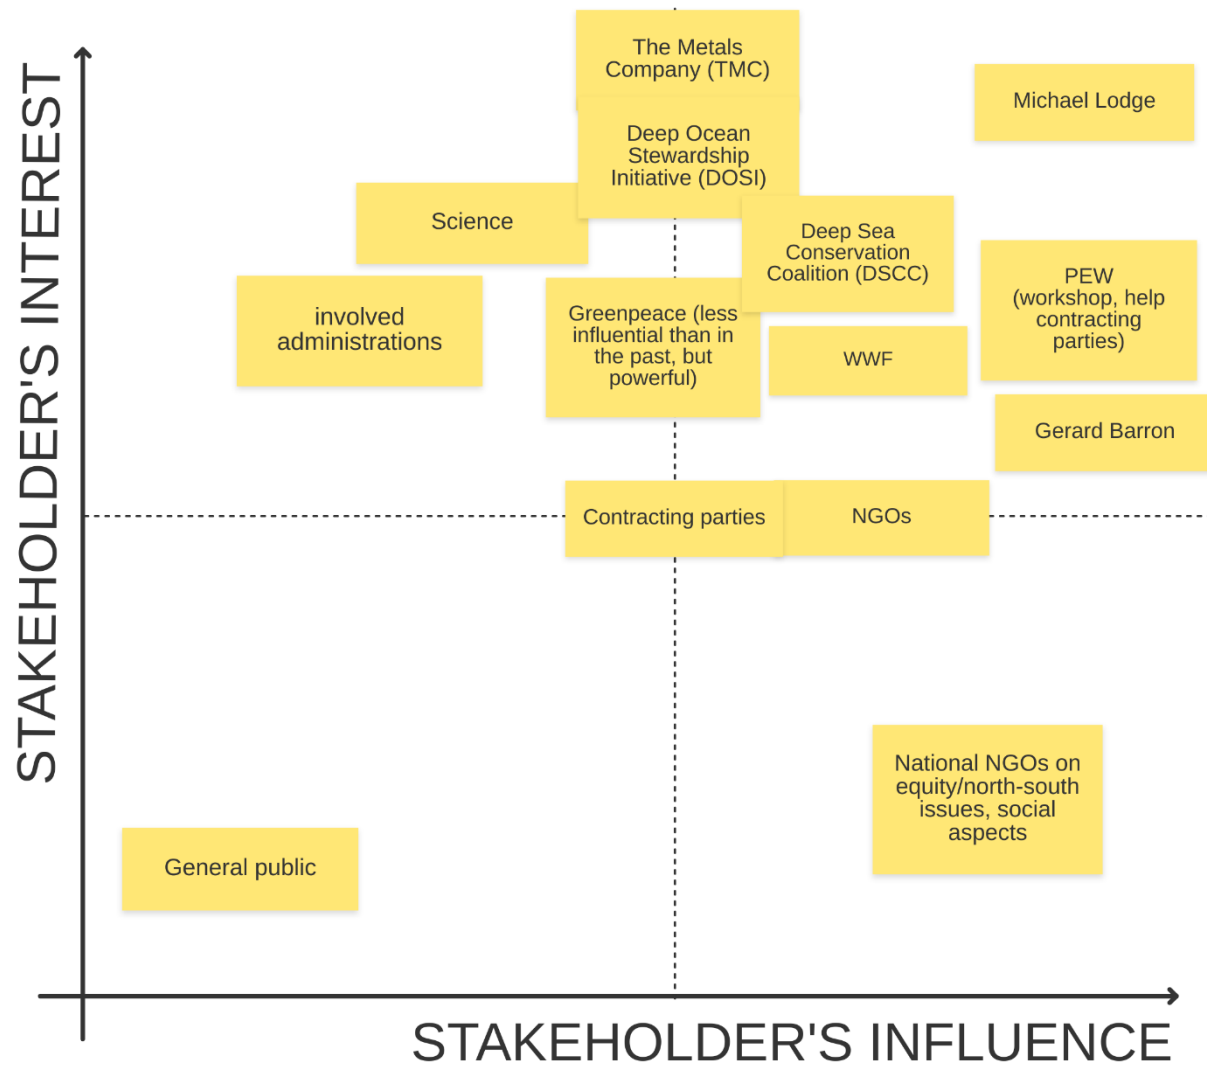 STAKEHOLDER'S INTEREST
The Metals
Company (TMC)
Michael Lodge
Deep Ocean
Stewardship
Initiative (DOSI)
Science
Deep Sea
Conservation
Coalition (DSCC)
PEW
(workshop, help
contracting
parties)
involved
administrations
Greenpeace (less
influential than in
the past, but
powerful)
WWF
Gerard Barron
Contracting parties
NGOs
National NGOs on
equity/north-south
issues, social
aspects
General public
STAKEHOLDER'S INFLUENCE